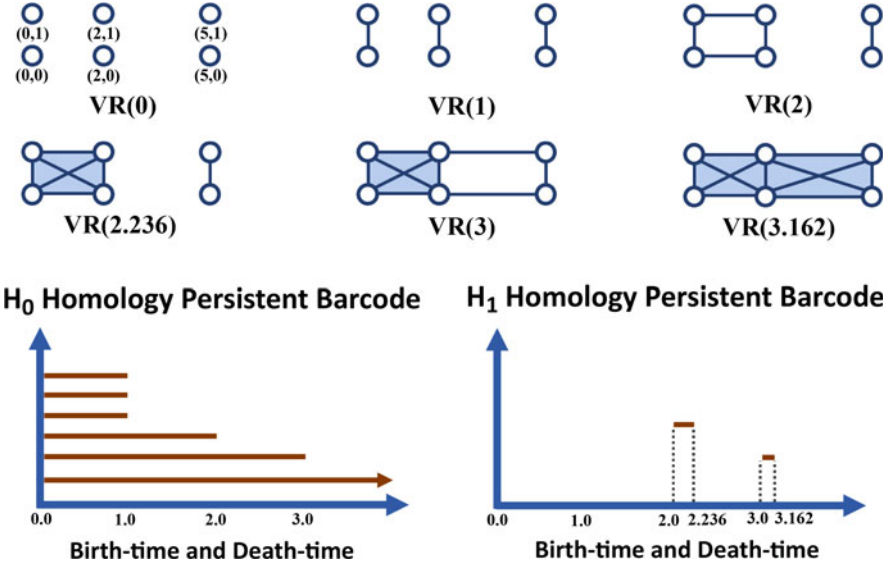 (0,1) (2,1) (5,1)
(0,0) (2,0) (5,0)
VR(0) VR(1) VR(2)
VR(2.236) VR(3) VR(3.162)
H₀ Homology Persistent Barcode
0.0 1.0 2.0 3.0
Birth-time and Death-time
H₁ Homology Persistent Barcode
0.0 1.0 2.0 2.236 3.0 3.162
Birth-time and Death-time